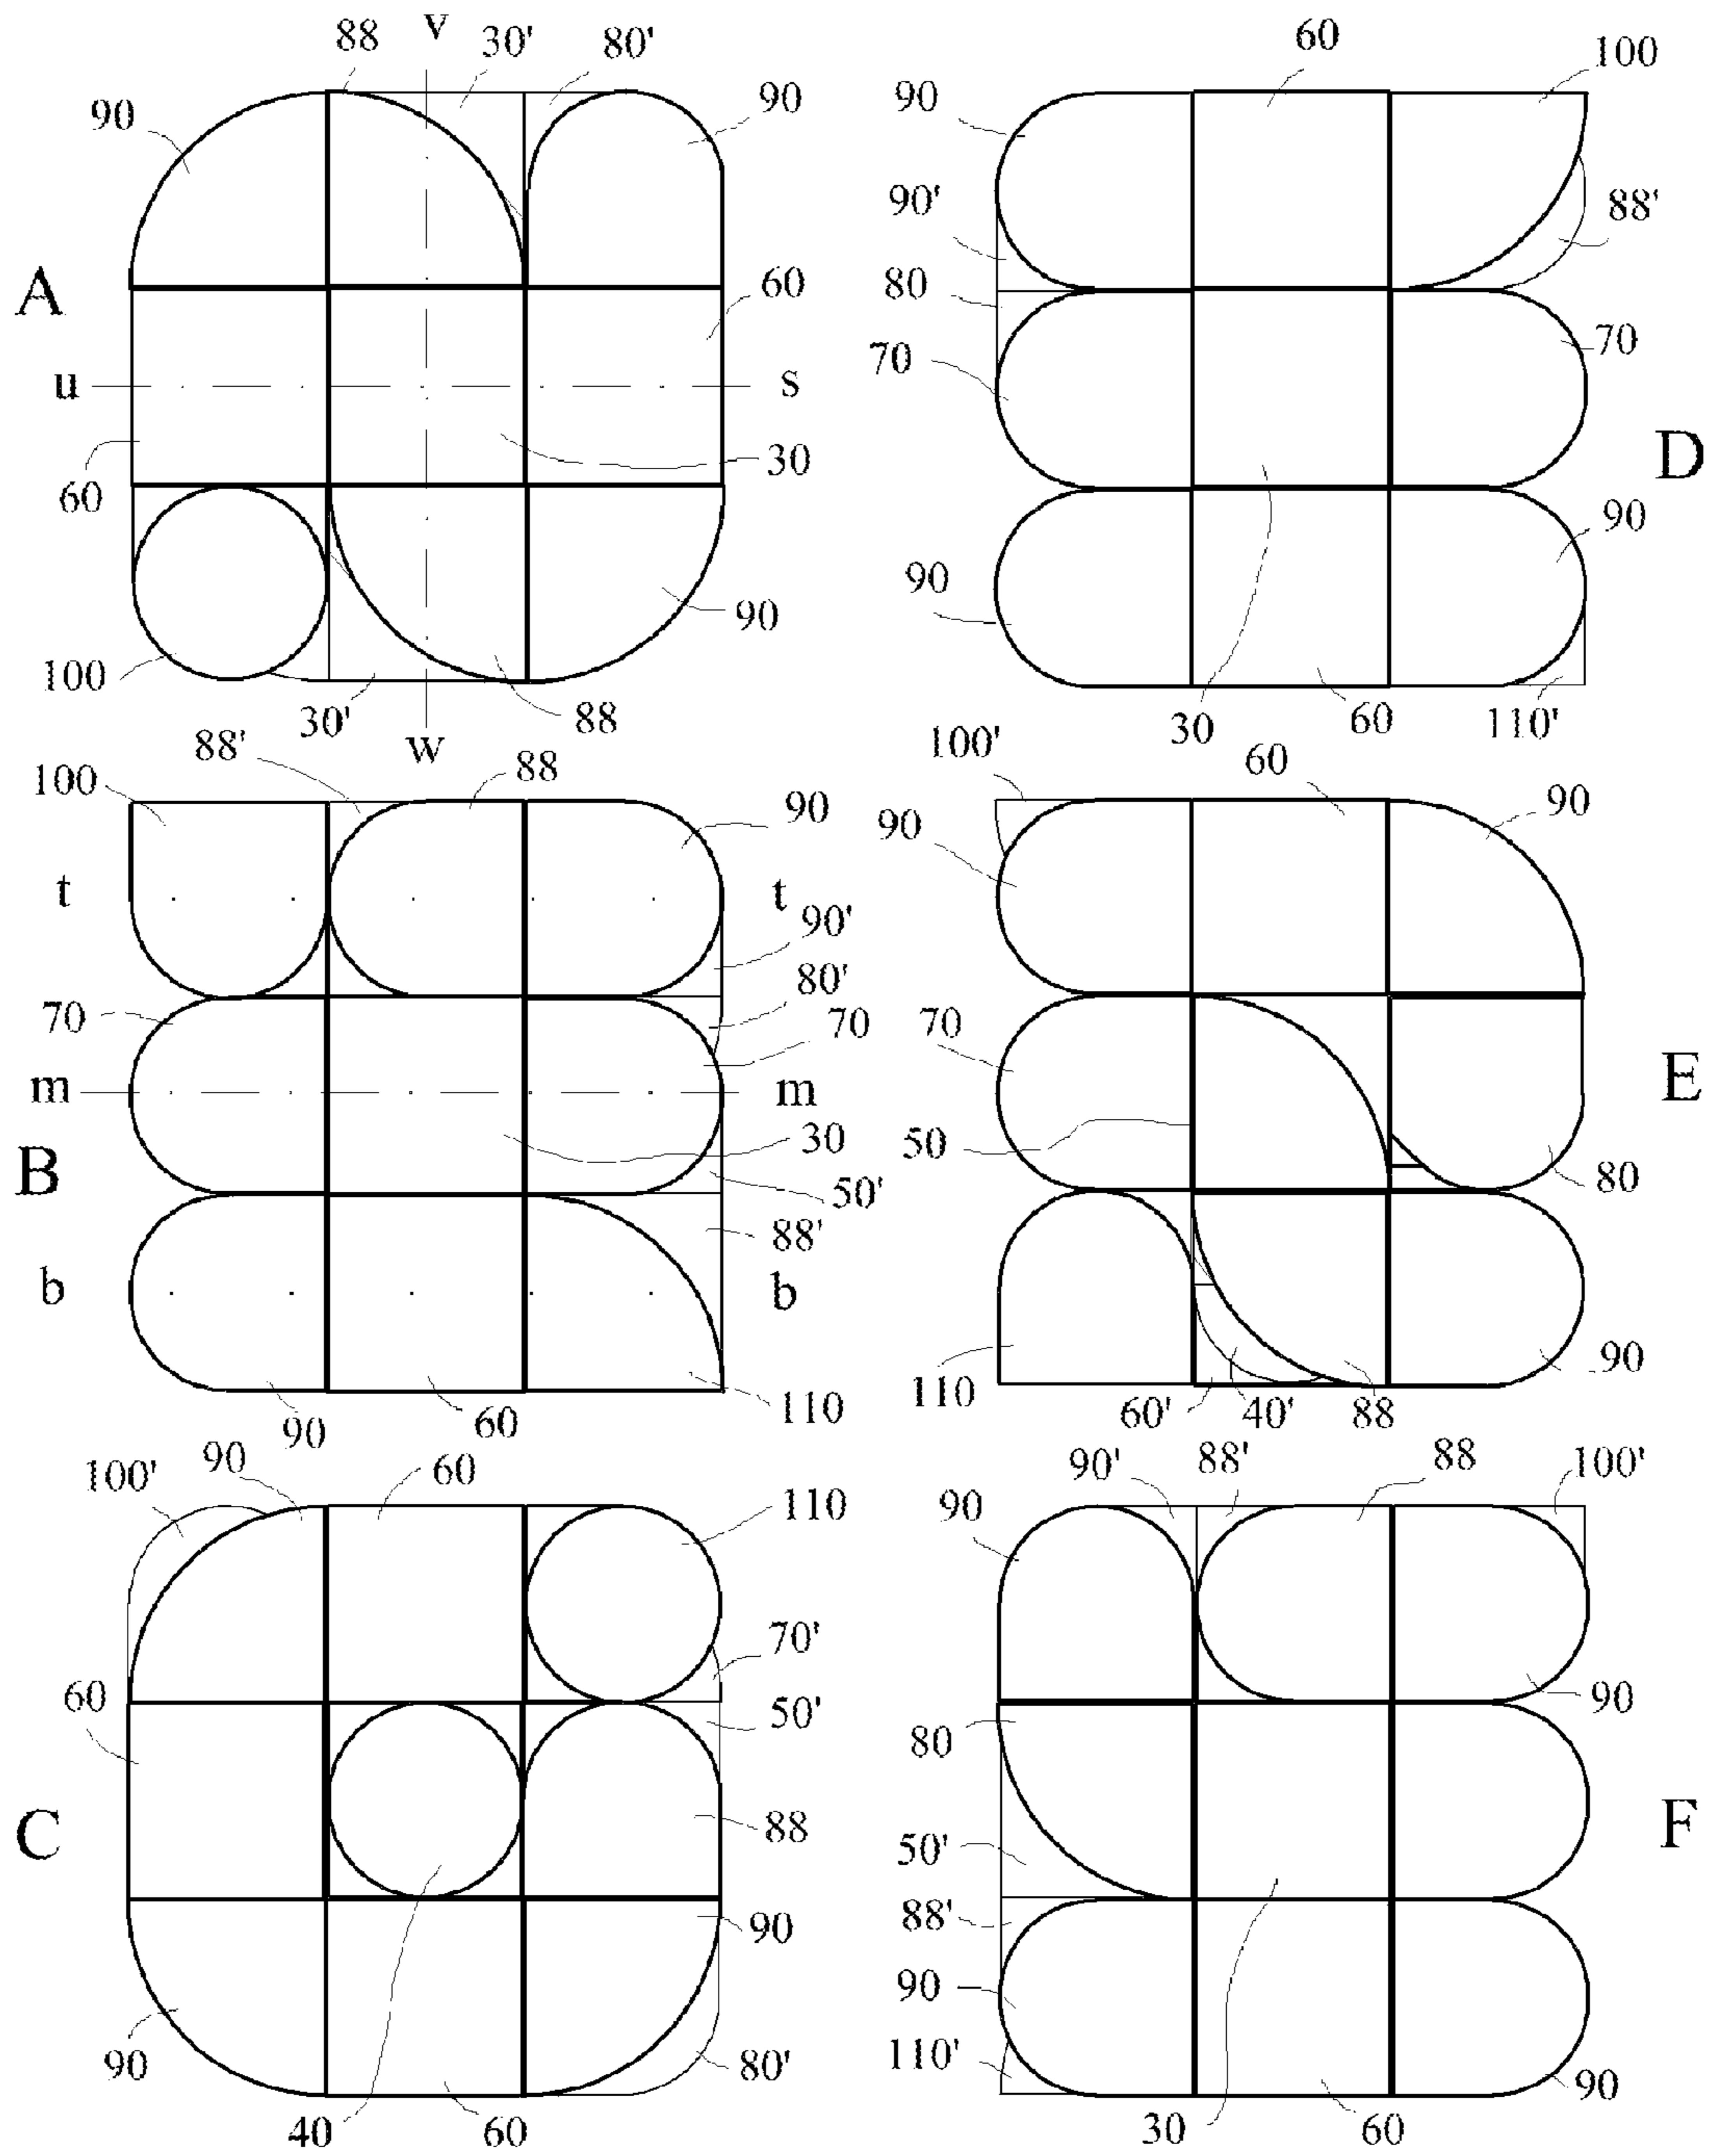 88 v 30' 80'
90 90
A
60
u s
60 30
100 90
30' 88
w
60
90 100
90' 88'
80
70 70
D
90 90
30 60 110'
88' 88
100 90
t t
90'
80'
70 70
m m
30
B 50'
88'
b b
90 60 110
100' 60
90 90
70
E
50
80
110 90
60' 40' 88
100' 90 60
110
70'
60 50'
C 88
90
90 80'
40 60
90' 88' 88 100'
90
90
80
F
50'
88'
90
110' 90
30 60